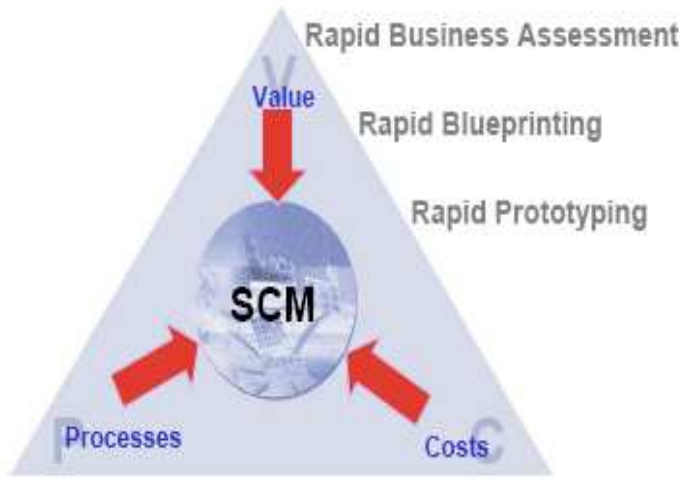 Rapid Business Assessment
V
Value
Rapid Blueprinting
Rapid Prototyping
SCM
P
Processes
C
Costs